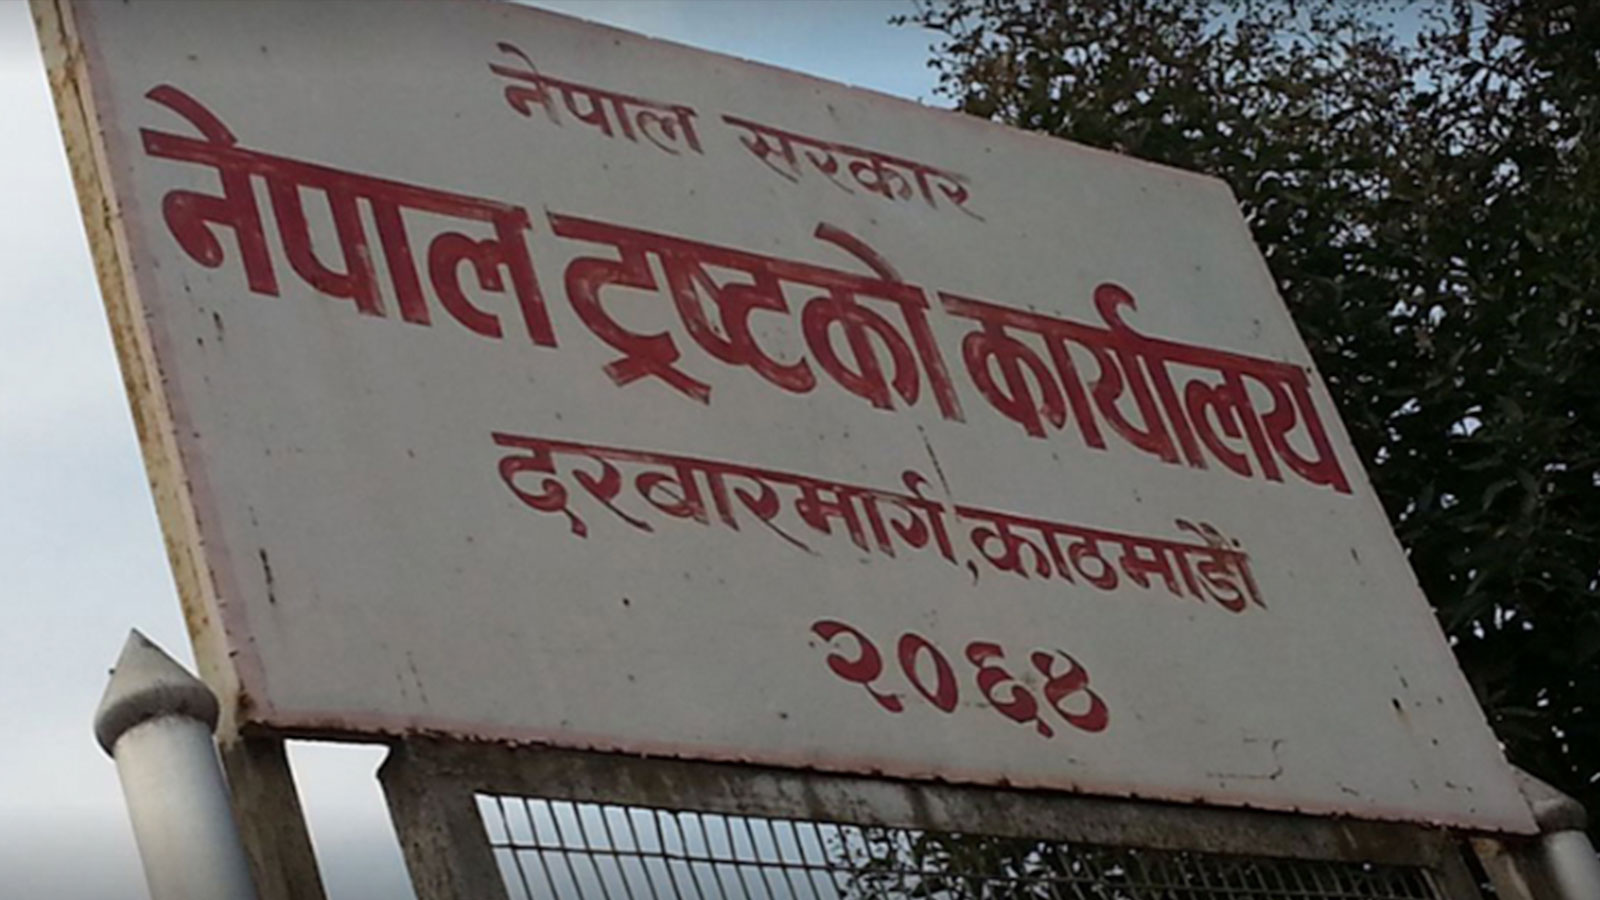 नेपाल सरकार
नेपाल ट्रष्टको कार्यालय
दरबारमार्ग, काठमाडौं
२०६४